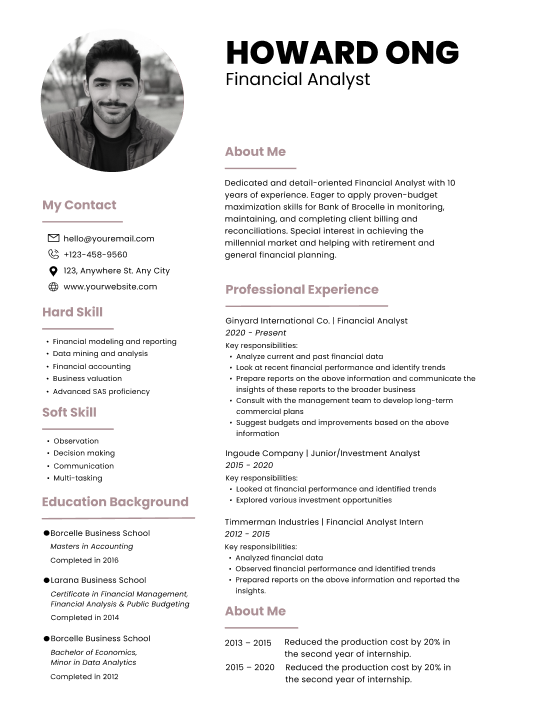 HOWARD ONG
Financial Analyst
My Contact
hello@youremail.com
+123-458-9560
123, Anywhere St. Any City
www.yourwebsite.com
Hard Skill
• Financial modeling and reporting
• Data mining and analysis
• Financial accounting
• Business valuation
• Advanced SAS proficiency
Soft Skill
• Observation
• Decision making
• Communication
• Multi-tasking
Education Background
●Borcelle Business School
Masters in Accounting
Completed in 2016
●Larana Business School
Certificate in Financial Management,
Financial Analysis & Public Budgeting
Completed in 2014
●Borcelle Business School
Bachelor of Economics,
Minor in Data Analytics
Completed in 2012
About Me
Dedicated and detail-oriented Financial Analyst with 10
years of experience. Eager to apply proven-budget
maximization skills for Bank of Brocelle in monitoring,
maintaining, and completing client billing and
reconciliations. Special interest in achieving the
millennial market and helping with retirement and
general financial planning.
Professional Experience
Ginyard International Co. | Financial Analyst
2020 - Present
Key responsibilities:
• Analyze current and past financial data
• Look at recent financial performance and identify trends
• Prepare reports on the above information and communicate the
insights of these reports to the broader business
• Consult with the management team to develop long-term
commercial plans
• Suggest budgets and improvements based on the above
information
Ingoude Company | Junior/Investment Analyst
2015 - 2020
Key responsibilities:
• Looked at financial performance and identified trends
• Explored various investment opportunities
Timmerman Industries | Financial Analyst Intern
2012 - 2015
Key responsibilities:
• Analyzed financial data
• Observed financial performance and identified trends
• Prepared reports on the above information and reported the
insights.
About Me
2013 – 2015 Reduced the production cost by 20% in
the second year of internship.
2015 – 2020 Reduced the production cost by 20% in
the second year of internship.